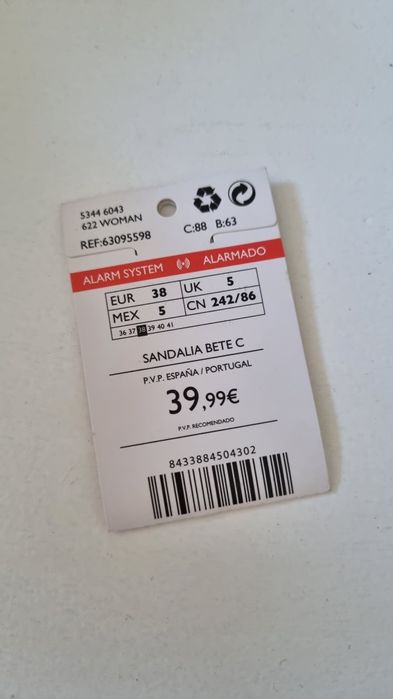 5344 6043
622 WOMAN
REF:63095598
C:88 B:63
ALARM SYSTEM ALARMADO
EUR 38 UK 5
MEX 5 CN 242/86
36 37 38 39 40 41
SANDALIA BETE C
P.V.P. ESPAÑA / PORTUGAL
39,99€
P.V.P. RECOMENDADO
8433884504302